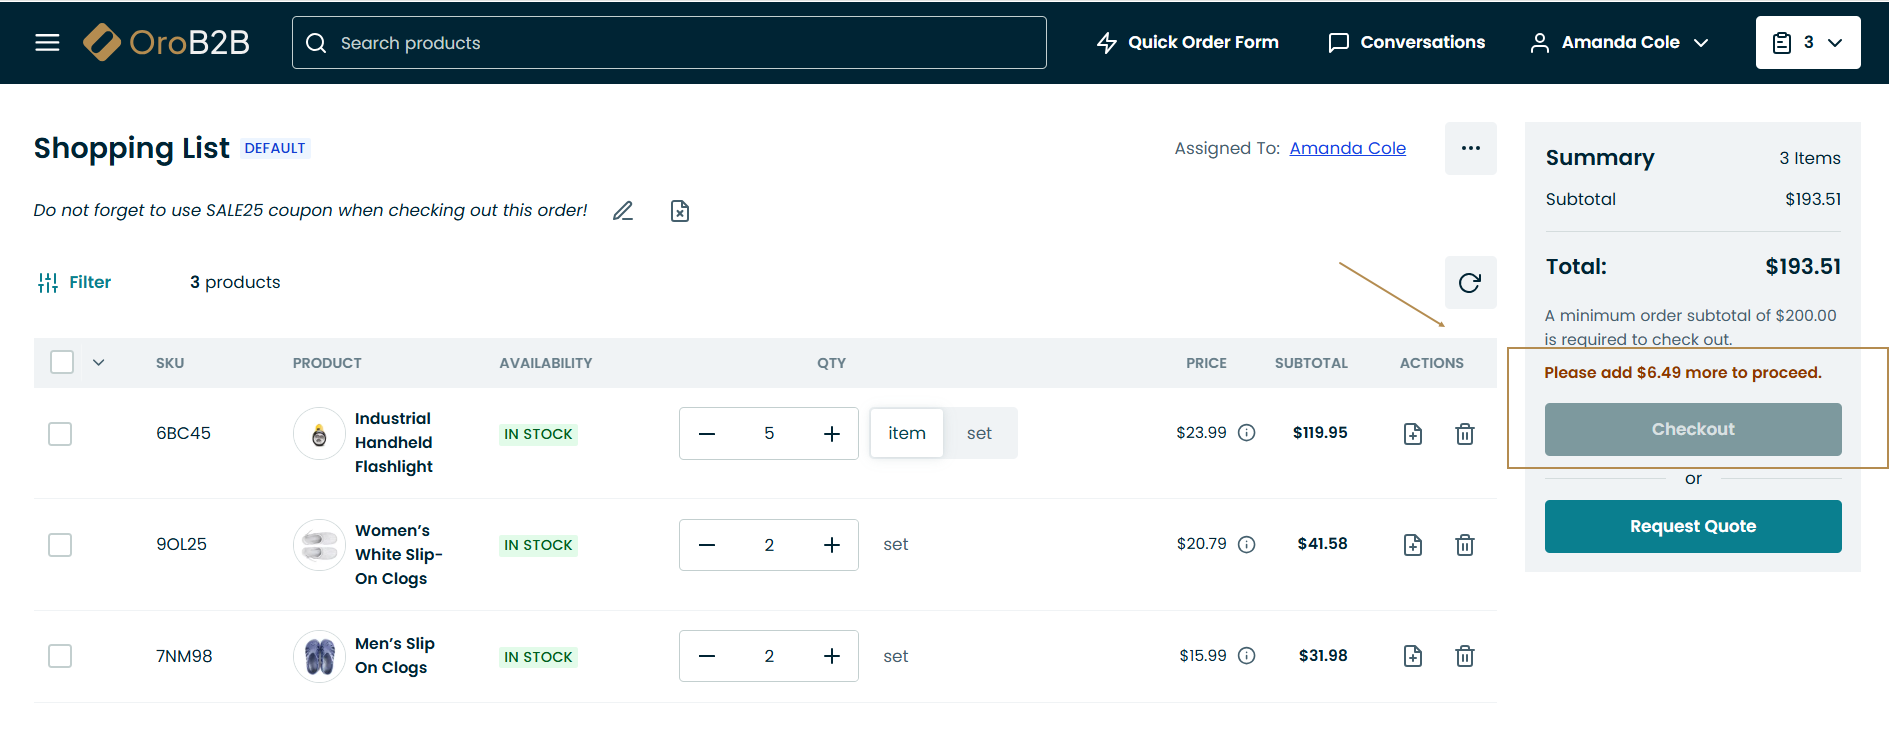 OroB2B
Search products
Quick Order Form
Conversations
Amanda Cole
3
Shopping List DEFAULT
Assigned To: Amanda Cole
...
Do not forget to use SALE25 coupon when checking out this order!
Filter
3 products
SKU PRODUCT AVAILABILITY QTY PRICE SUBTOTAL ACTIONS
6BC45 Industrial Handheld Flashlight IN STOCK 5 item set $23.99 $119.95
9OL25 Women’s White Slip-On Clogs IN STOCK 2 set $20.79 $41.58
7NM98 Men’s Slip On Clogs IN STOCK 2 set $15.99 $31.98
Summary 3 Items
Subtotal $193.51
Total: $193.51
A minimum order subtotal of $200.00
is required to check out.
Please add $6.49 more to proceed.
Checkout
or
Request Quote